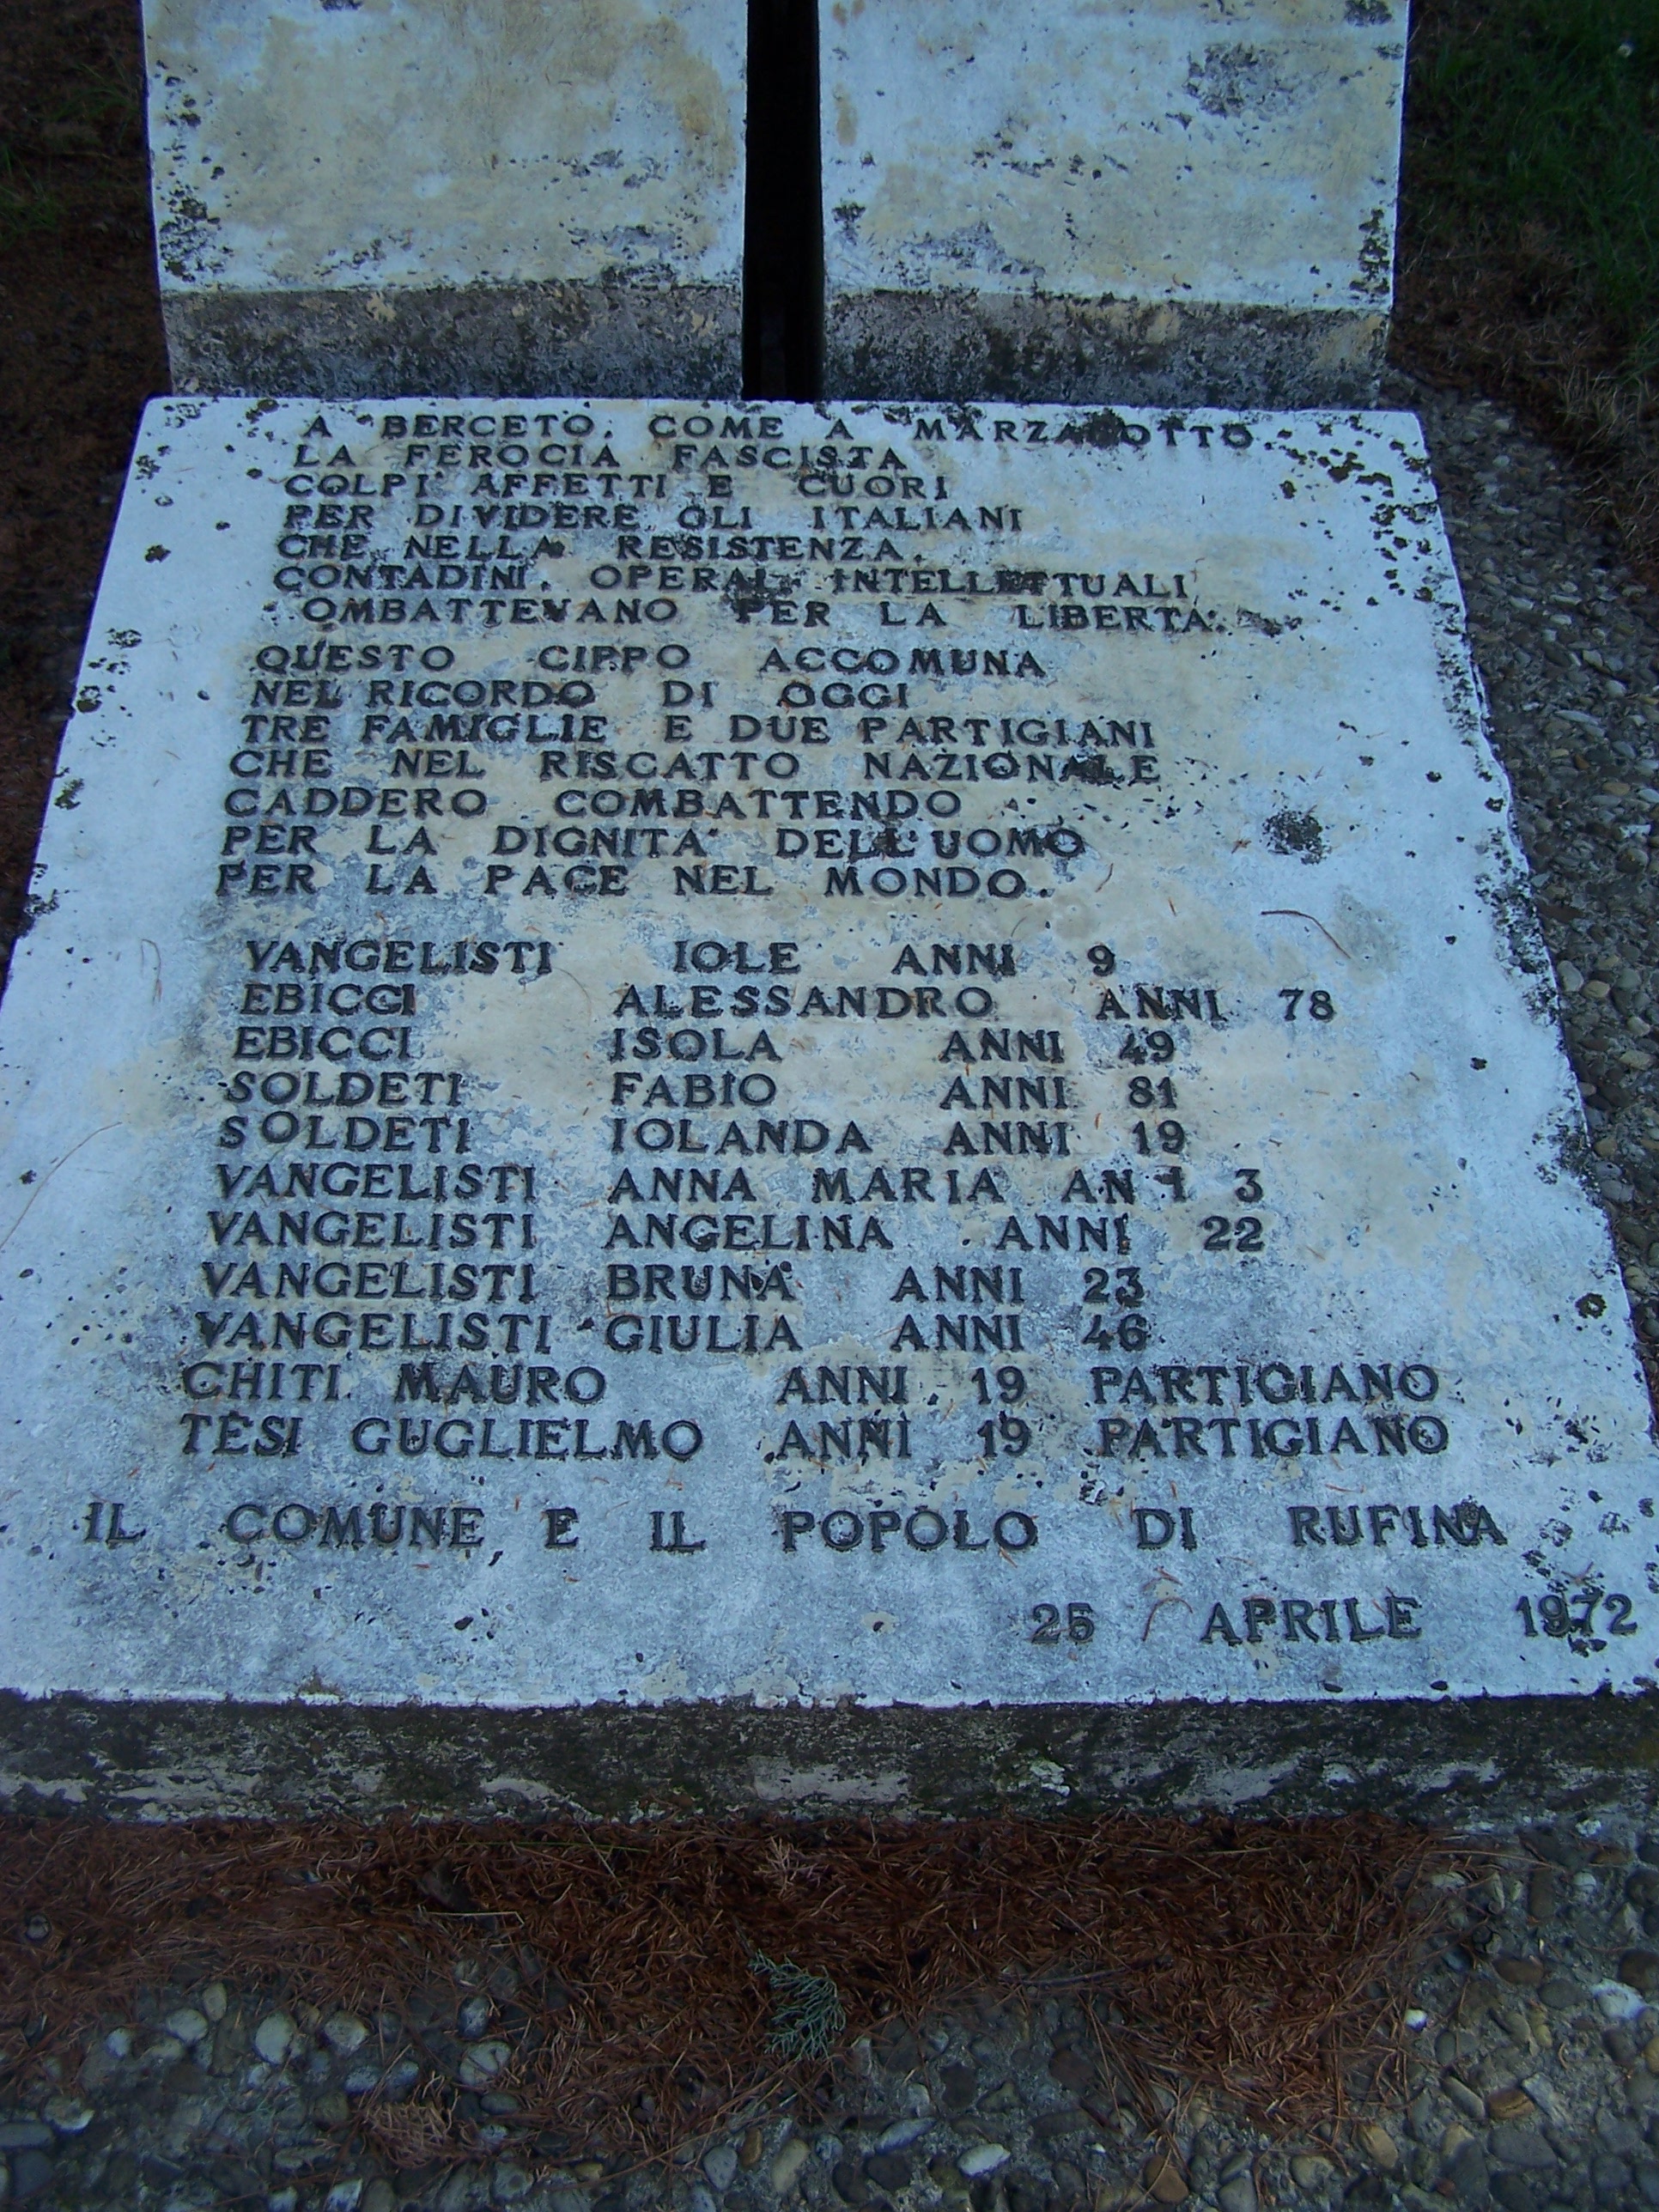 A BERCETO. COME A MARZABOTTO
LA FEROCIA FASCISTA
COLPI' AFFETTI E CUORI
PER DIVIDERE GLI ITALIANI
CHE NELLA RESISTENZA.
CONTADINI. OPERAI. INTELLETTUALI
OMBATTEVANO PER LA LIBERTA'.
QUESTO CIPPO ACCOMUNA
NEL RICORDO DI OGGI
TRE FAMIGLIE E DUE PARTIGIANI
CHE NEL RISCATTO NAZIONALE
CADDERO COMBATTENDO
PER LA DIGNITA' DELL'UOMO
PER LA PACE NEL MONDO.
VANGELISTI IOLE ANNI 9
EBICCI ALESSANDRO ANNI 78
EBICCI ISOLA ANNI 49
SOLDETI FABIO ANNI 81
SOLDETI IOLANDA ANNI 19
VANGELISTI ANNA MARIA AN I 3
VANGELISTI ANGELINA ANNI 22
VANGELISTI BRUNA ANNI 23
VANGELISTI GIULIA ANNI 46
CHITI MAURO ANNI 19 PARTIGIANO
TESI GUGLIELMO ANNI 19 PARTIGIANO
IL COMUNE, E IL POPOLO DI RUFINA
25 APRILE 1972